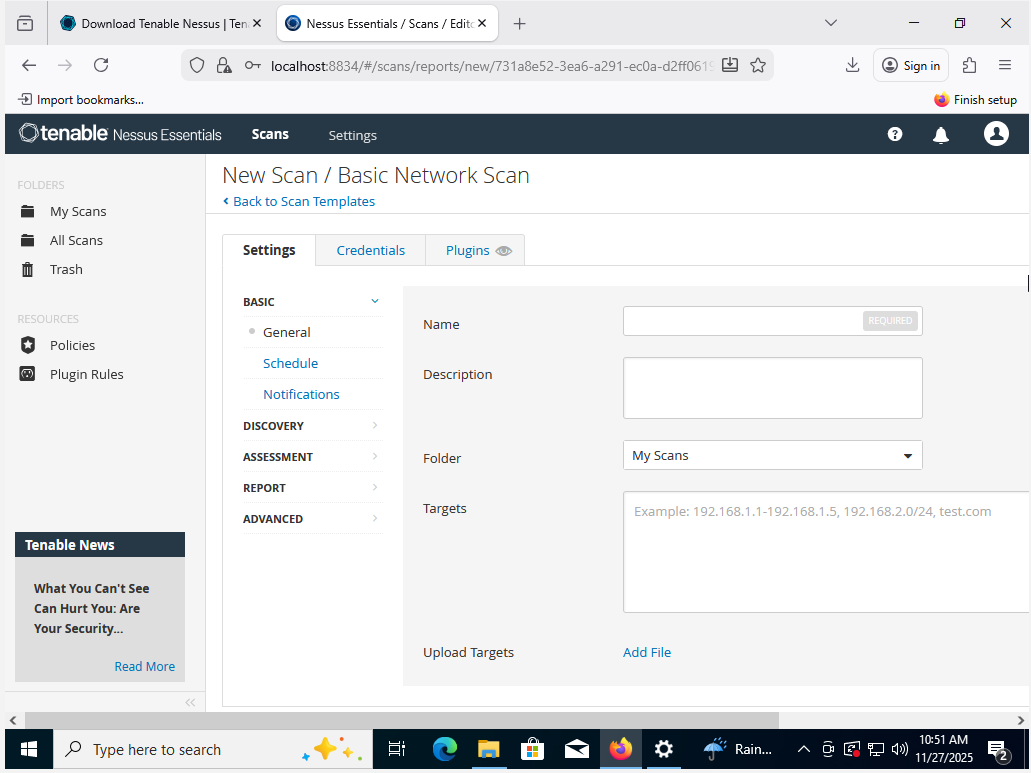 Download Tenable Nessus | Ten
Nessus Essentials / Scans / Edito
localhost:8834/#/scans/reports/new/731a8e52-3ea6-a291-ec0a-d2ff0619
Sign in
Import bookmarks...
Finish setup
tenable Nessus Essentials
Scans
Settings
FOLDERS
My Scans
All Scans
Trash
RESOURCES
Policies
Plugin Rules
Tenable News
What You Can't See
Can Hurt You: Are
Your Security...
Read More
New Scan / Basic Network Scan
Back to Scan Templates
Settings
Credentials
Plugins
BASIC
General
Schedule
Notifications
DISCOVERY
ASSESSMENT
REPORT
ADVANCED
Name
REQUIRED
Description
Folder
My Scans
Targets
Example: 192.168.1.1-192.168.1.5, 192.168.2.0/24, test.com
Upload Targets
Add File
Type here to search
Rain...
10:51 AM
11/27/2025
2